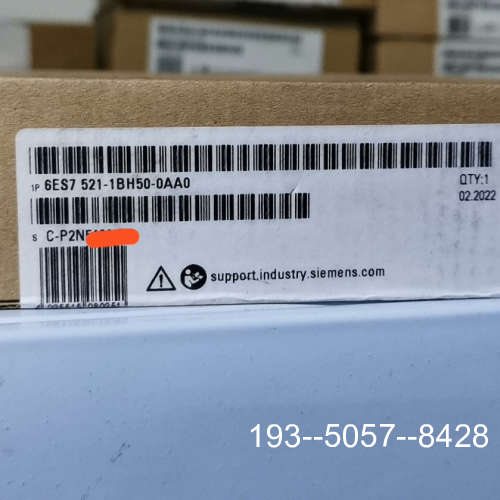 1P 6ES7 521-1BH50-0AA0
QTY:1
02.2022
S C-P2N
support.industry.siemens.com
193--5057--8428